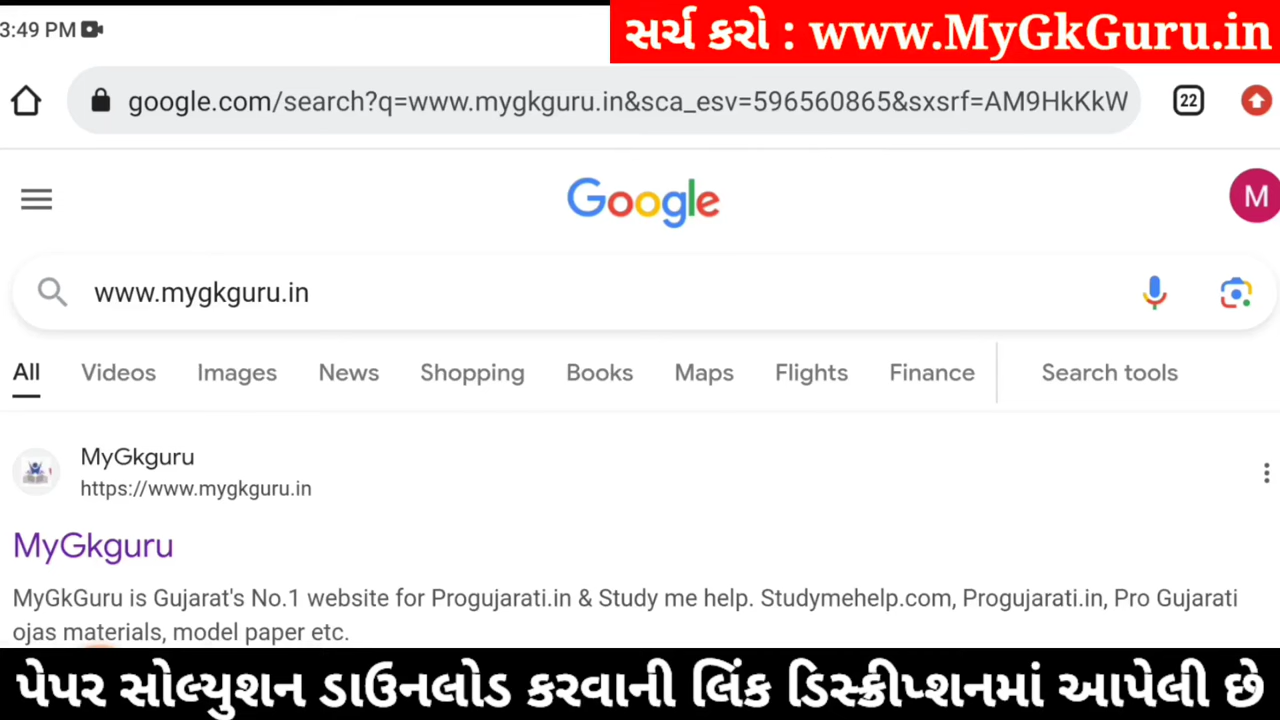 3:49 PM
સર્ચ કરો : www.MyGkGuru.in
google.com/search?q=www.mygkguru.in&sca_esv=596560865&sxsrf=AM9HkKkW
22
Google
M
www.mygkguru.in
All Videos Images News Shopping Books Maps Flights Finance Search tools
MyGkguru
https://www.mygkguru.in
MyGkguru
MyGkGuru is Gujarat's No.1 website for Progujarati.in & Study me help. Studymehelp.com, Progujarati.in, Pro Gujarati
ojas materials, model paper etc.
પેપર સોલ્યુશન ડાઉનલોડ કરવાની લિંક ડિસ્ક્રીપ્શનમાં આપેલી છે